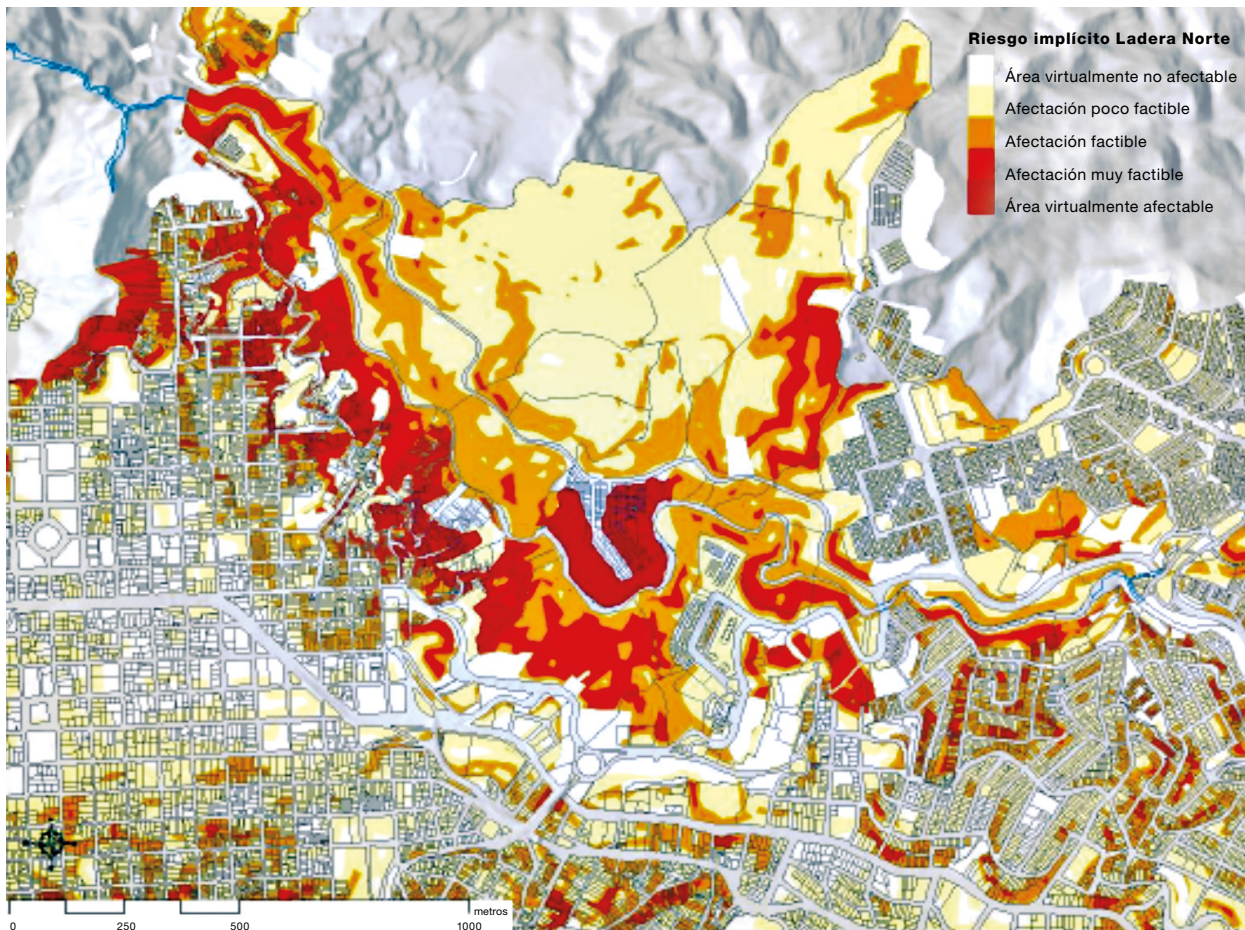 Riesgo implícito Ladera Norte
Área virtualmente no afectable
Afectación poco factible
Afectación factible
Afectación muy factible
Área virtualmente afectable
metros
0 250 500 1000